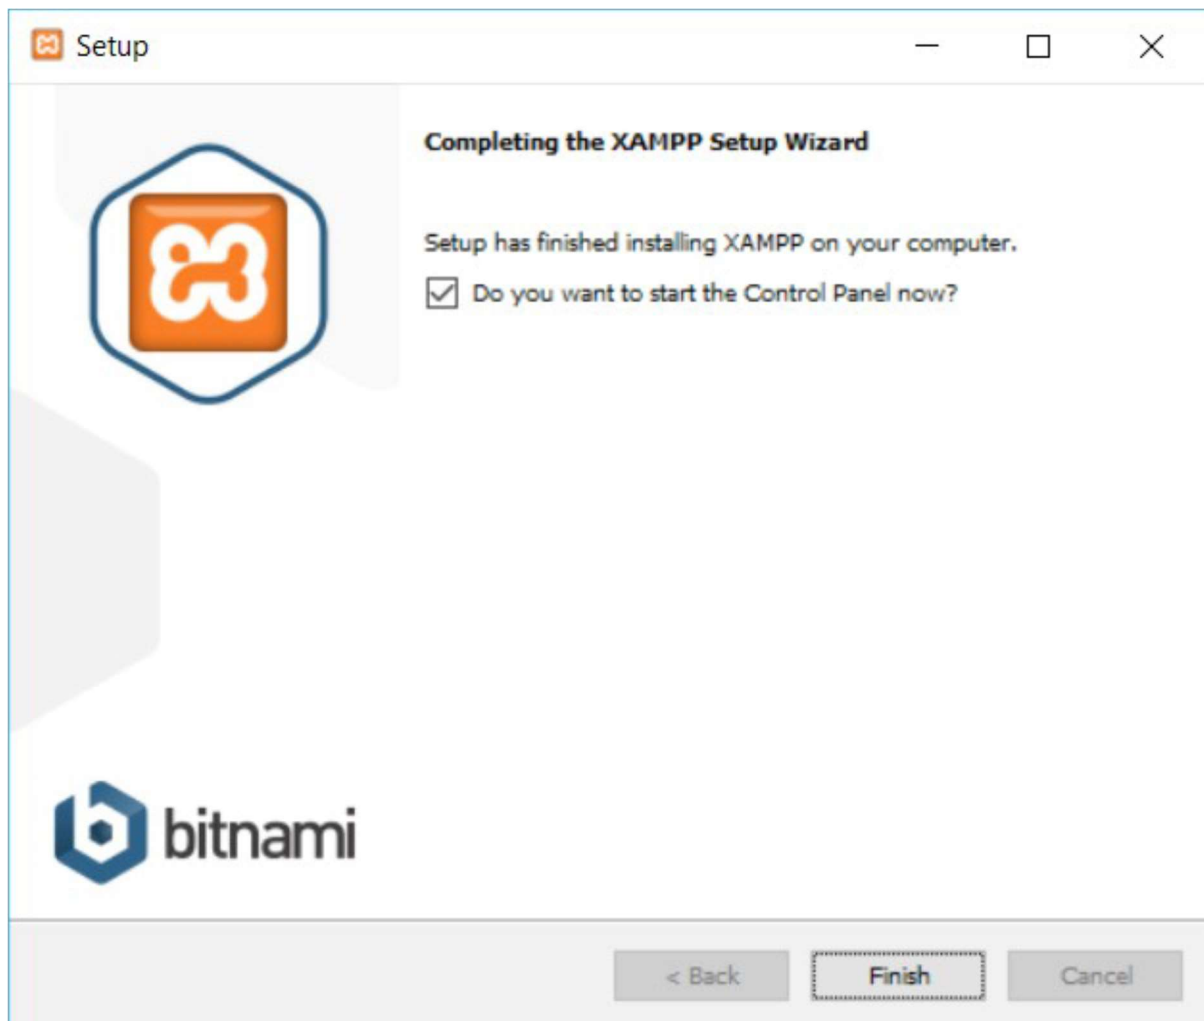 Setup
Completing the XAMPP Setup Wizard
Setup has finished installing XAMPP on your computer.
Do you want to start the Control Panel now?
bitnami
< Back
Finish
Cancel